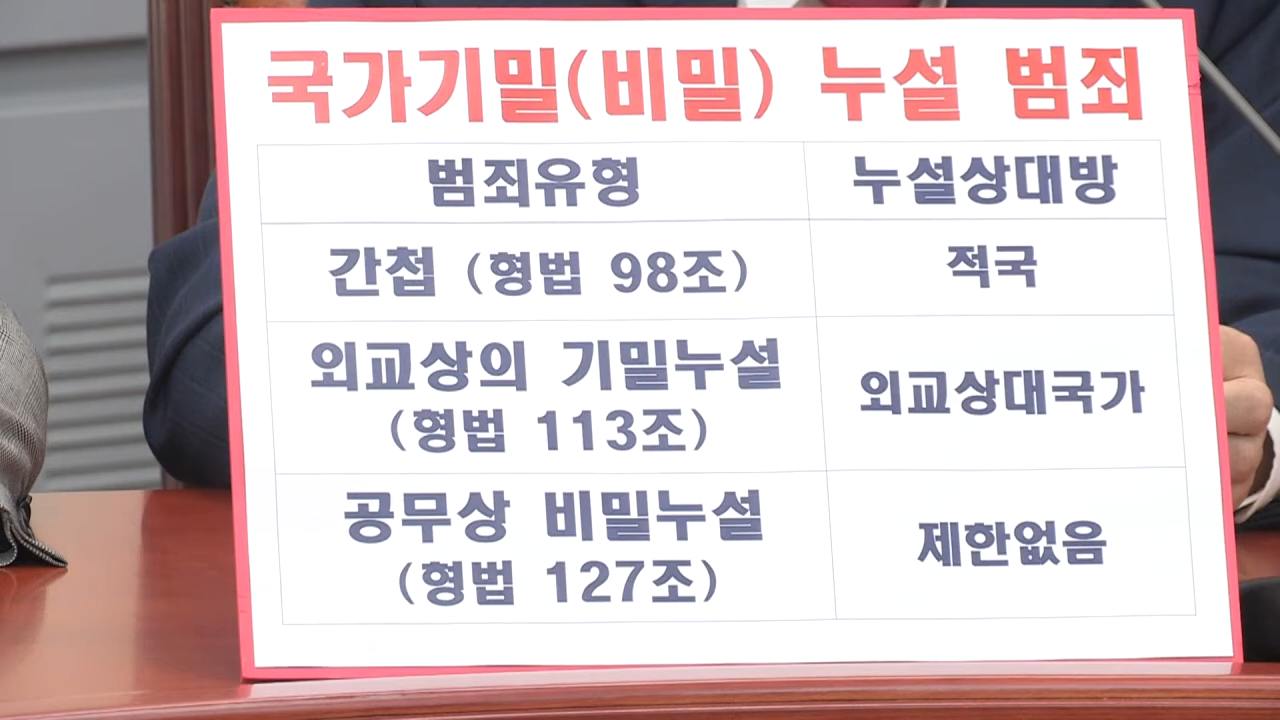 국가기밀(비밀) 누설 범죄
범죄유형 누설상대방
간첩 (형법 98조) 적국
외교상의 기밀누설
(형법 113조)
외교상대국가
공무상 비밀누설
(형법 127조)
제한없음